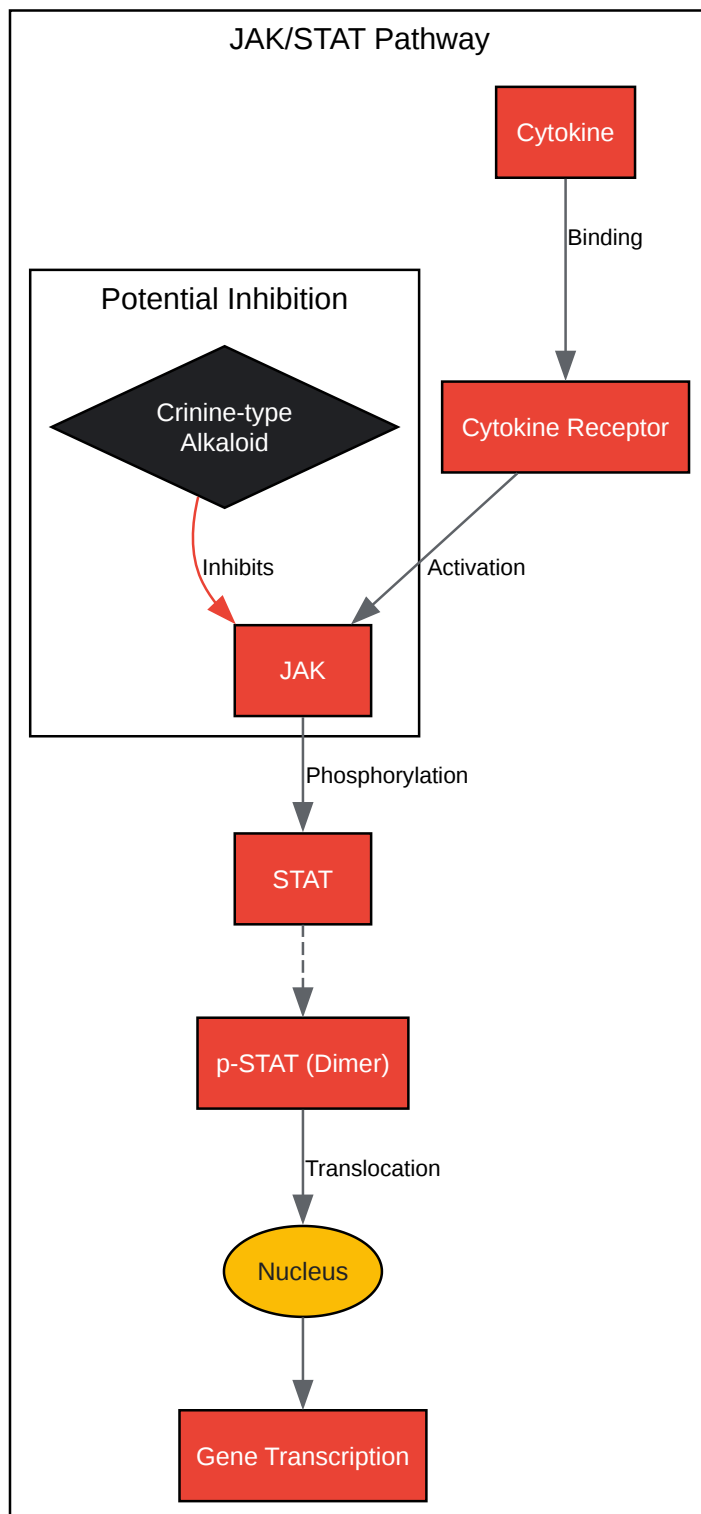 JAK/STAT Pathway
Cytokine
Binding
Potential Inhibition
Crinine-type
Alkaloid
Cytokine Receptor
Inhibits
Activation
JAK
Phosphorylation
STAT
p-STAT (Dimer)
Translocation
Nucleus
Gene Transcription